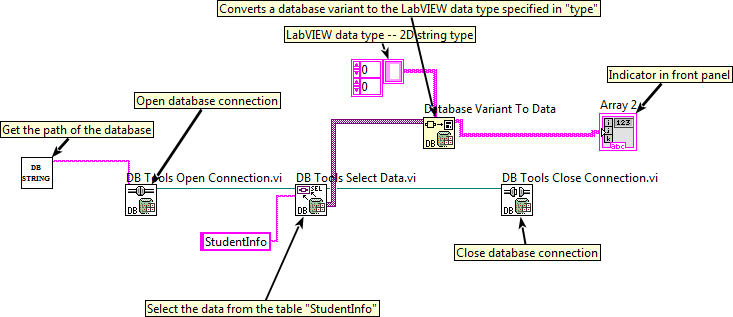 Converts a database variant to the LabVIEW data type specified in "type"
LabVIEW data type -- 2D string type
0
0
Database Variant To Data
DB
Indicator in front panel
Array 2
i
j
k
123
abc
Open database connection
Get the path of the database
DB
STRING
DB Tools Open Connection.vi
DB
DB Tools Select Data.vi
SEL
DB
DB Tools Close Connection.vi
DB
StudentInfo
Close database connection
Select the data from the table "StudentInfo"